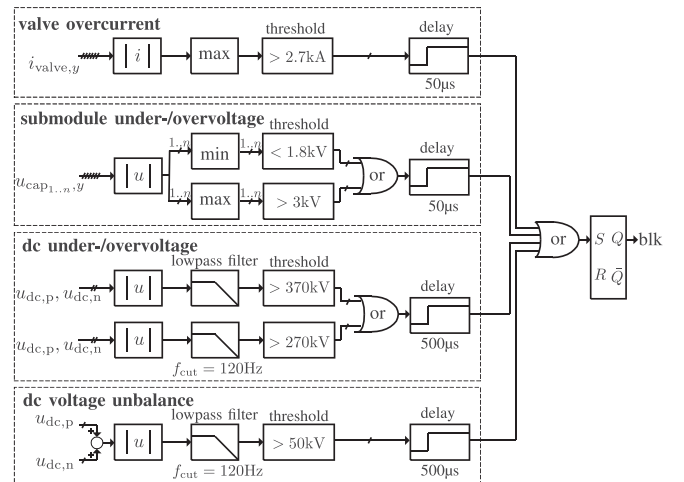 valve overcurrent
threshold
delay
i_valve,y
|i|
max
> 2.7kA
50µs
submodule under-/overvoltage
threshold
delay
1..n
1..n
min
< 1.8kV
u_cap1..n,y
|u|
or
1..n
1..n
max
> 3kV
50µs
or
S Q
blk
R Q̄
dc under-/overvoltage
lowpass filter
threshold
delay
u_dc,p, u_dc,n
|u|
> 370kV
or
u_dc,p, u_dc,n
|u|
> 270kV
500µs
f_cut = 120Hz
dc voltage unbalance
lowpass filter
threshold
delay
u_dc,p
+
|u|
> 50kV
+
u_dc,n
f_cut = 120Hz
500µs